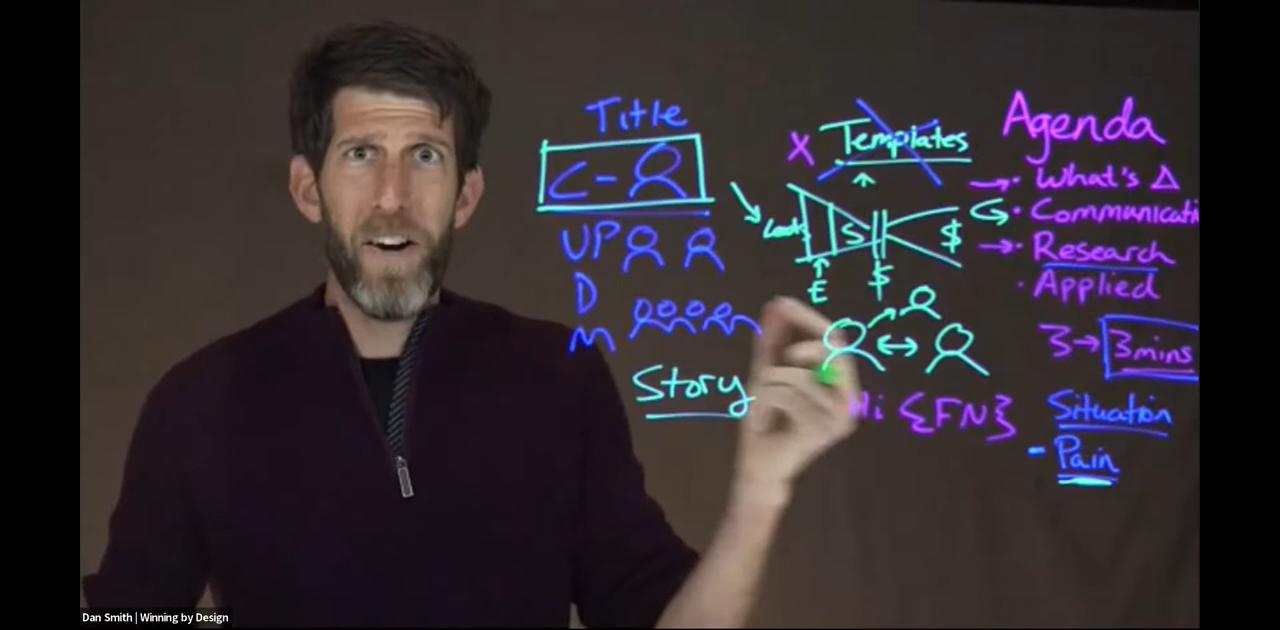 Title
C-
VP
D
M
Story
X Templates
Leads
S
$
E
$
Hi {FN}
Agenda
→ · What's Δ
· Communicati
→ · Research
· Applied
3 → 3mins
Situation
- Pain
Dan Smith | Winning by Design